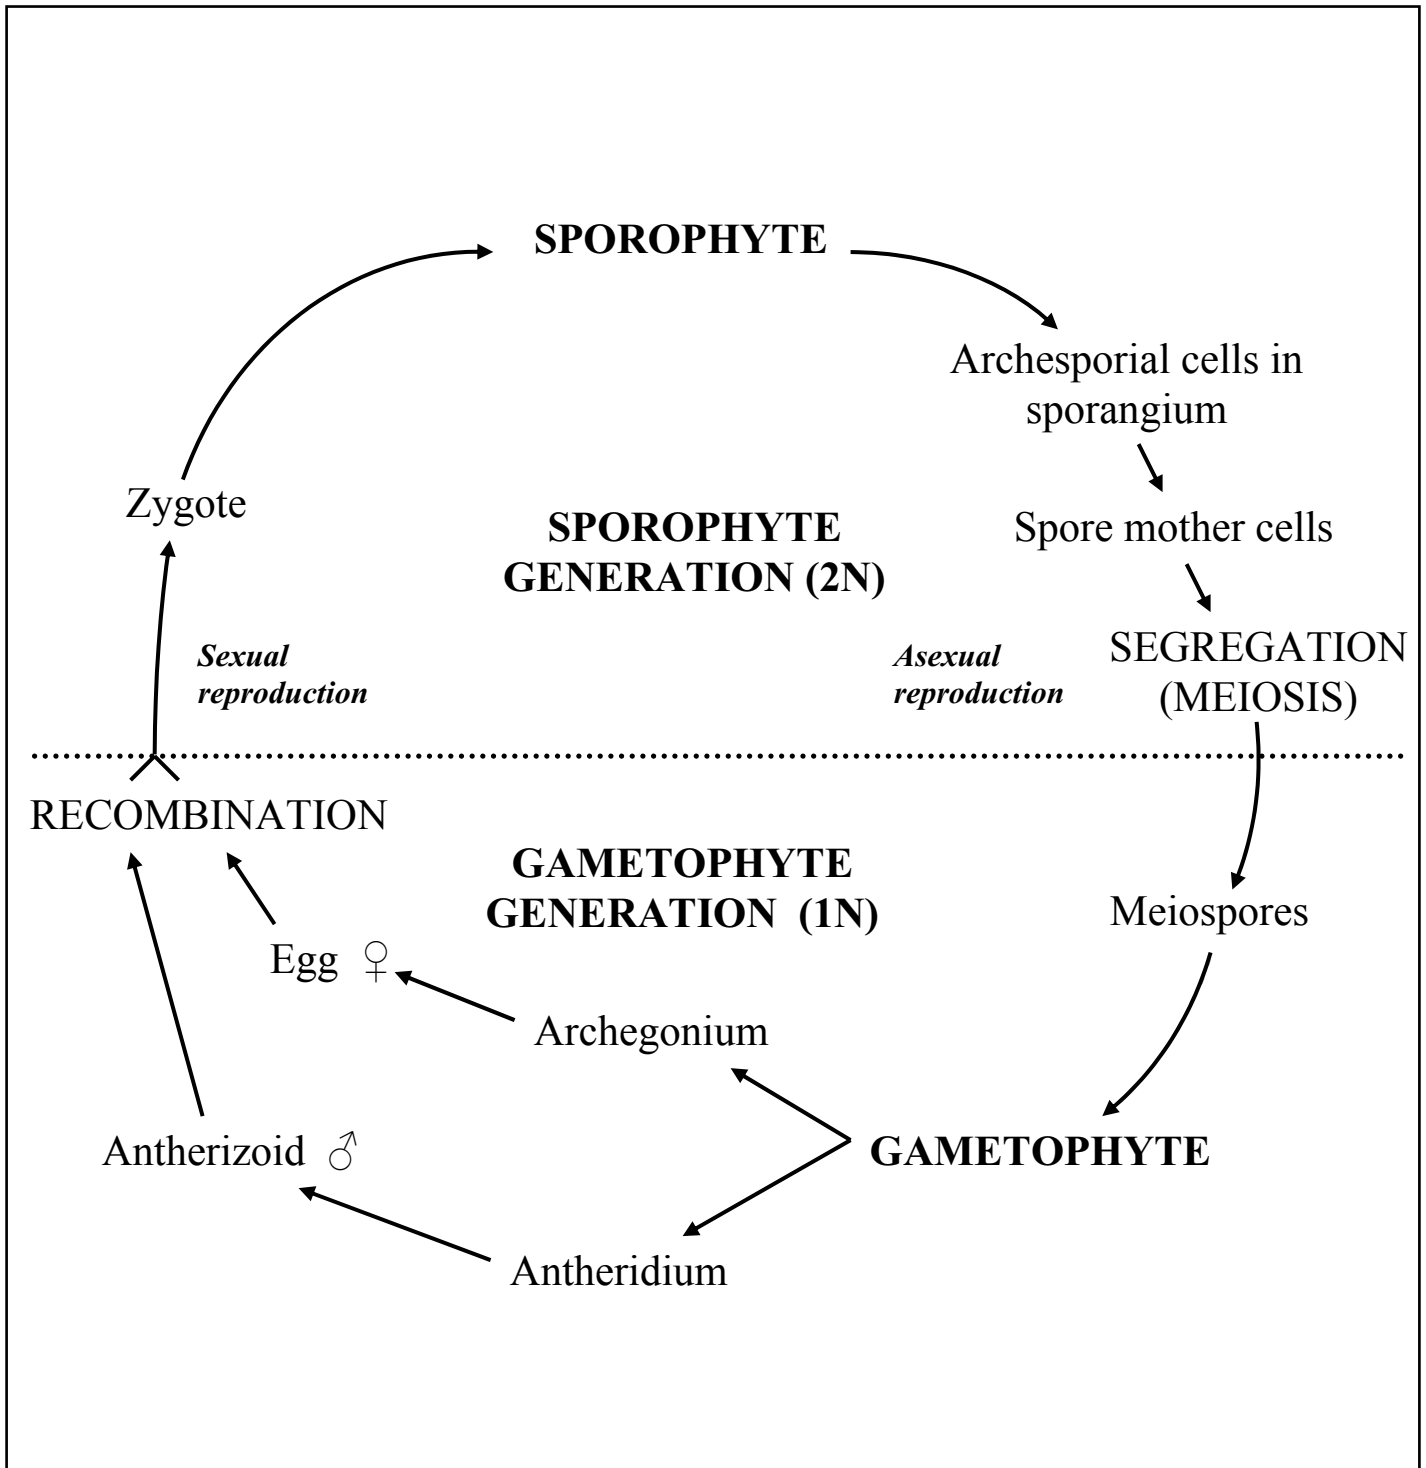 SPOROPHYTE
Archesporial cells in
sporangium
Zygote
SPOROPHYTE
GENERATION (2N)
Spore mother cells
Sexual
reproduction
Asexual
reproduction
SEGREGATION
(MEIOSIS)
RECOMBINATION
GAMETOPHYTE
GENERATION (1N)
Meiospores
Egg ♀
Archegonium
Antherizoid ♂
GAMETOPHYTE
Antheridium